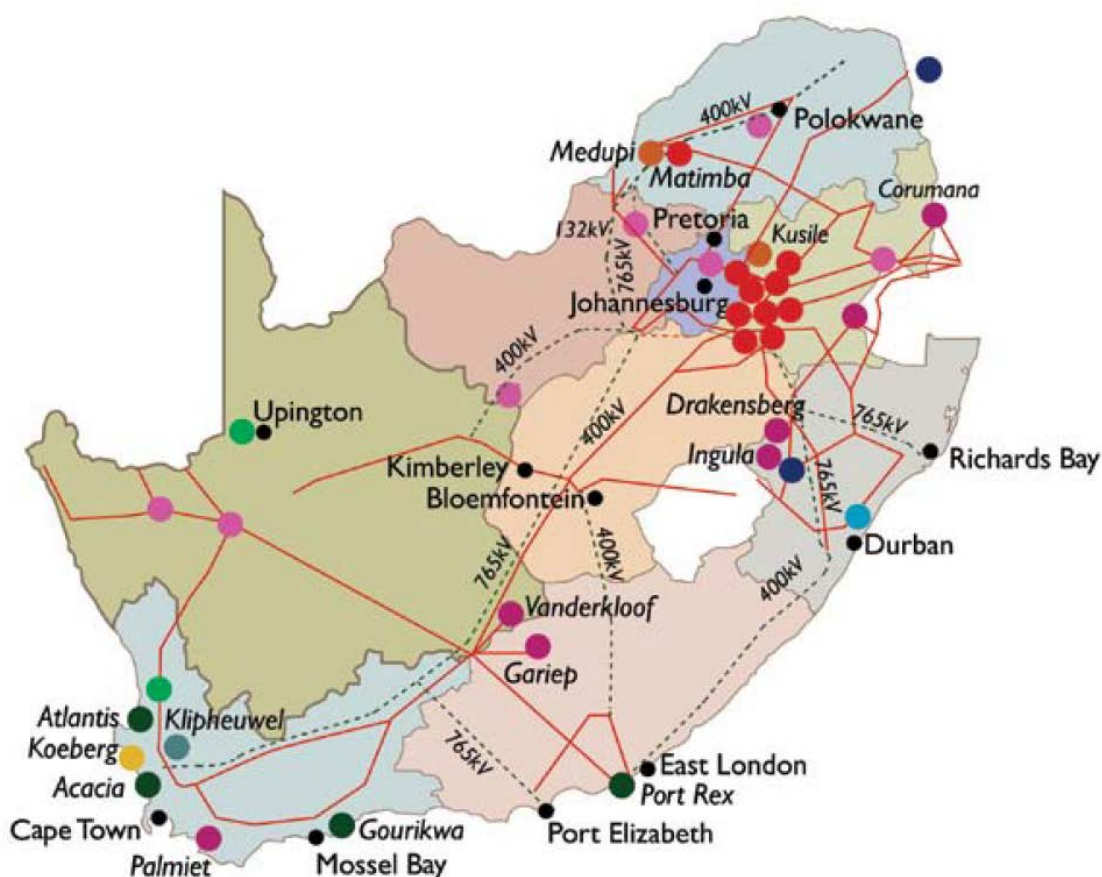 400kV
Polokwane
Medupi
Matimba
Corumana
132kV
Pretoria
Kusile
765kV
Johannesburg
400kV
Upington
Drakensberg
400kV
765kV
Ingula
Richards Bay
Kimberley
Bloemfontein
765kV
Durban
765kV
400kV
400kV
Vanderkloof
Gariep
Atlantis
Klipheuwel
Koeberg
765kV
East London
Acacia
Port Rex
Cape Town
Gourikwa
Port Elizabeth
Palmiet
Mossel Bay